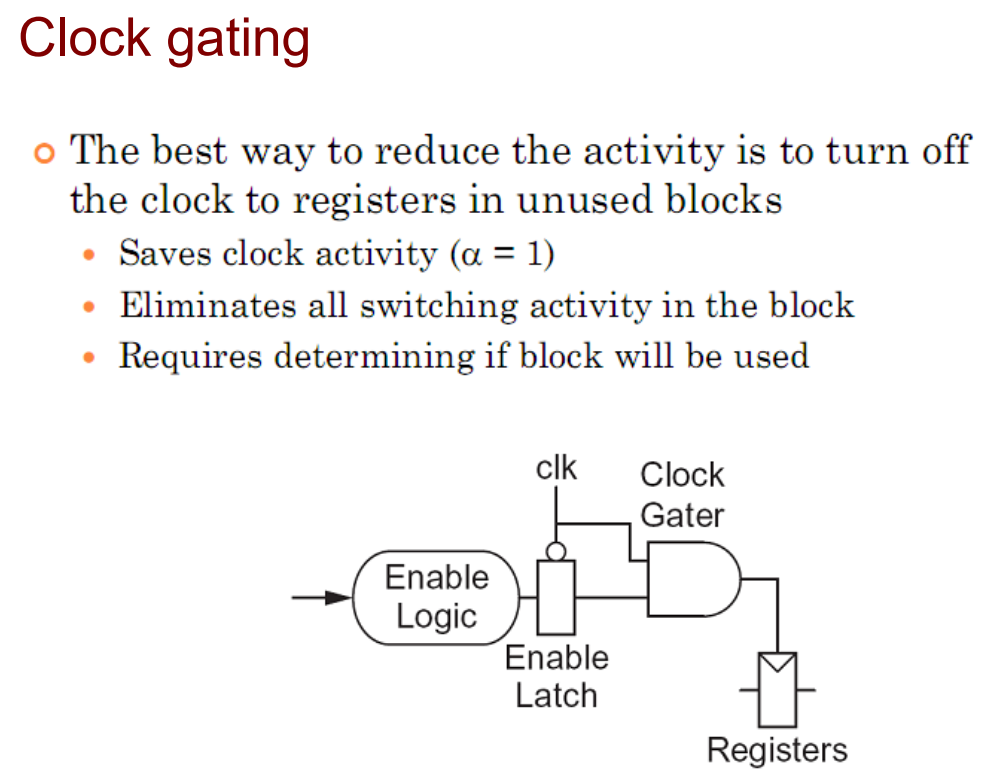 Clock gating
The best way to reduce the activity is to turn off
the clock to registers in unused blocks
Saves clock activity (α = 1)
Eliminates all switching activity in the block
Requires determining if block will be used
clk
Clock
Gater
Enable
Logic
Enable
Latch
Registers